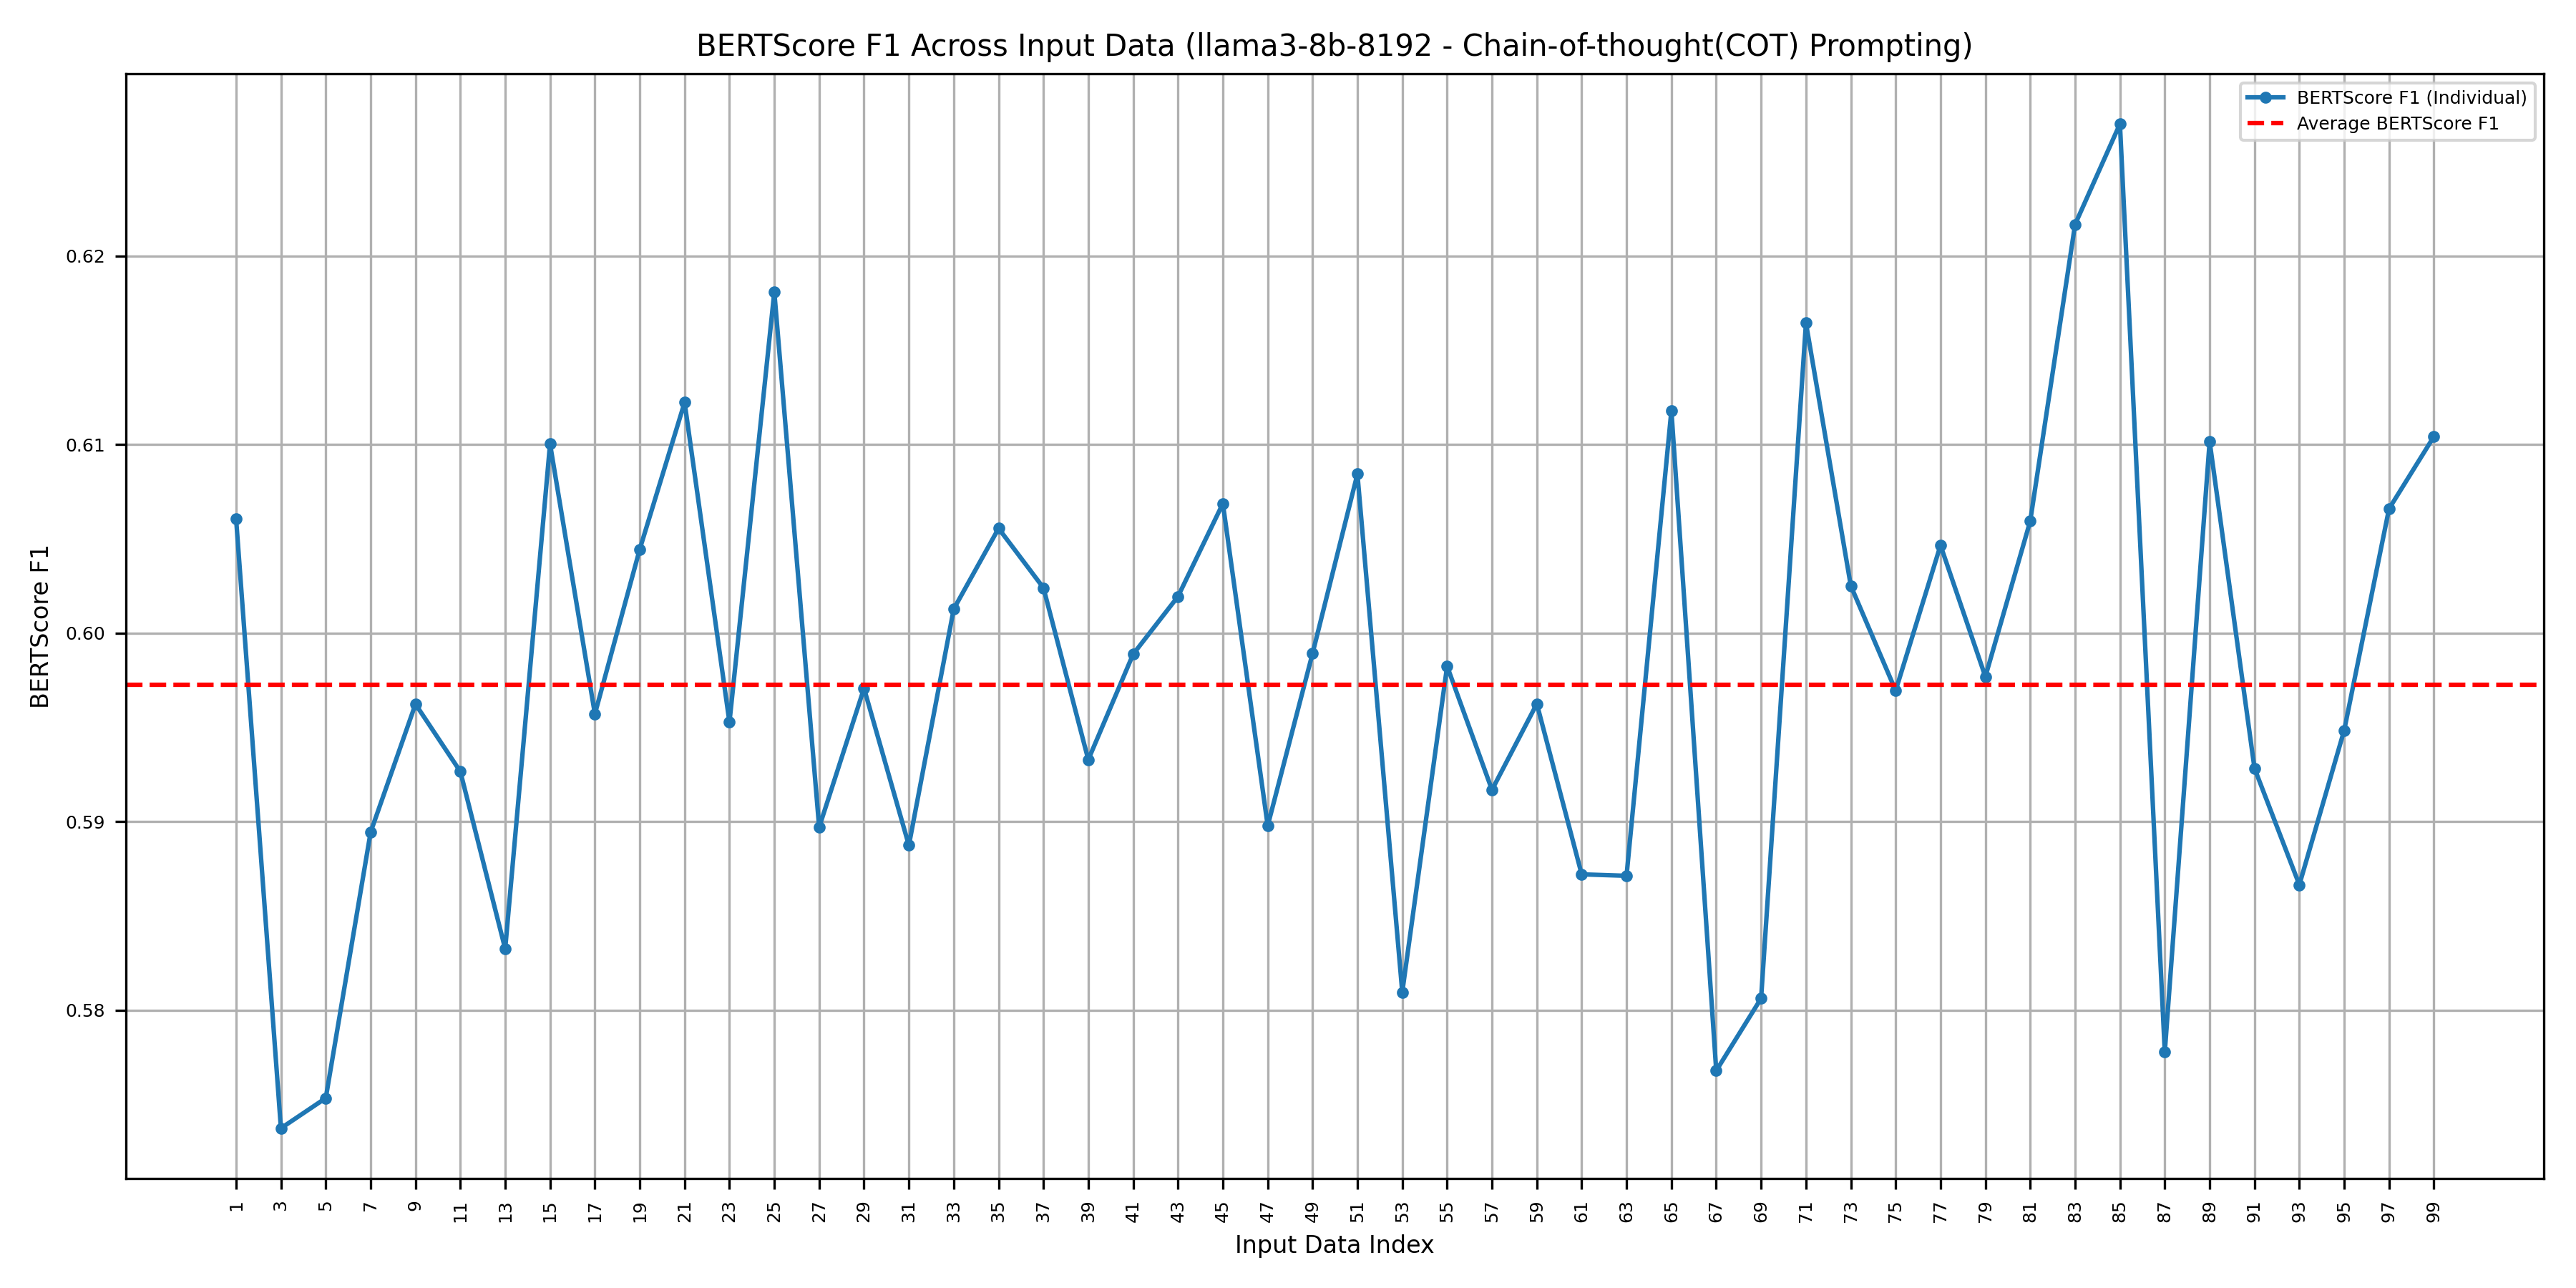 BERTScore F1 Across Input Data (llama3-8b-8192 - Chain-of-thought(COT) Prompting)
BERTScore F1 (Individual)
Average BERTScore F1
0.62
0.61
0.60
0.59
0.58
BERTScore F1
1 3 5 7 9 11 13 15 17 19 21 23 25 27 29 31 33 35 37 39 41 43 45 47 49 51 53 55 57 59 61 63 65 67 69 71 73 75 77 79 81 83 85 87 89 91 93 95 97 99
Input Data Index